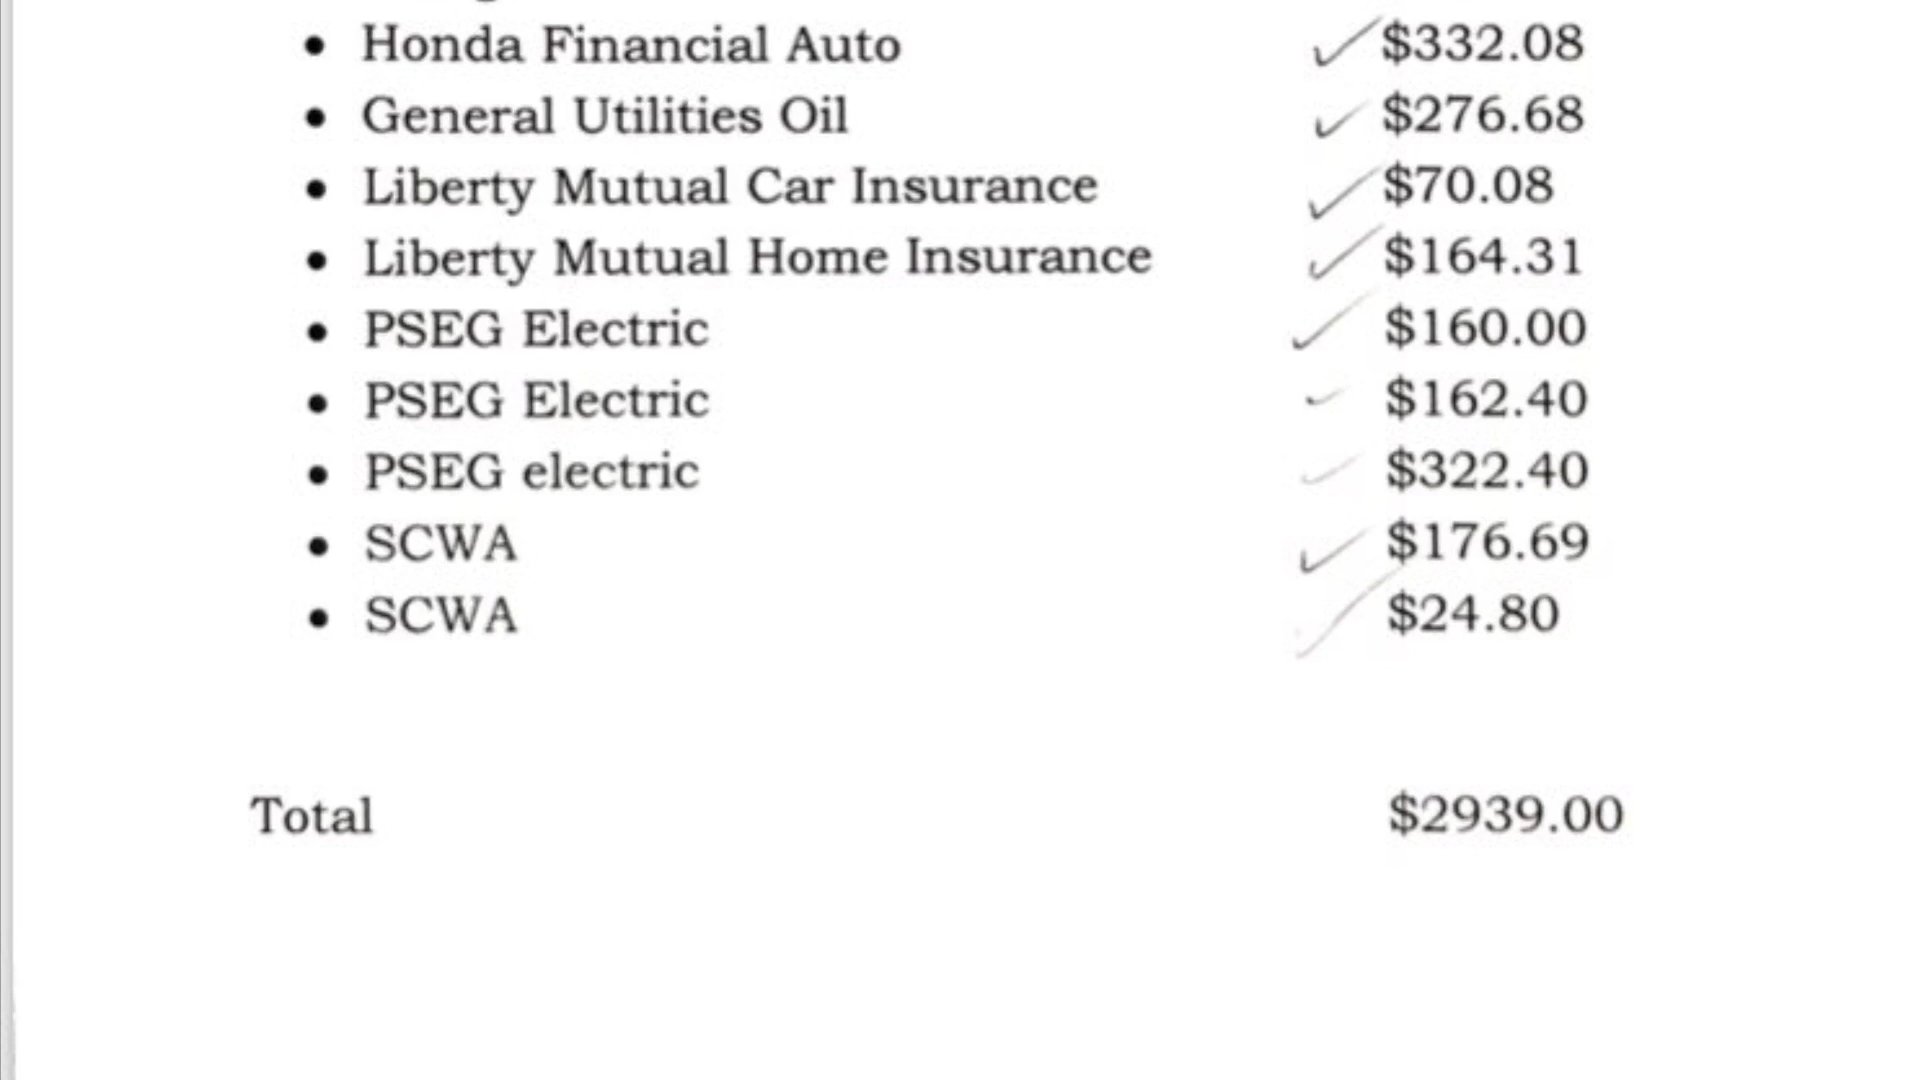 • Honda Financial Auto ✓ $332.08
• General Utilities Oil ✓ $276.68
• Liberty Mutual Car Insurance ✓ $70.08
• Liberty Mutual Home Insurance ✓ $164.31
• PSEG Electric ✓ $160.00
• PSEG Electric ✓ $162.40
• PSEG electric ✓ $322.40
• SCWA ✓ $176.69
• SCWA ✓ $24.80
Total $2939.00